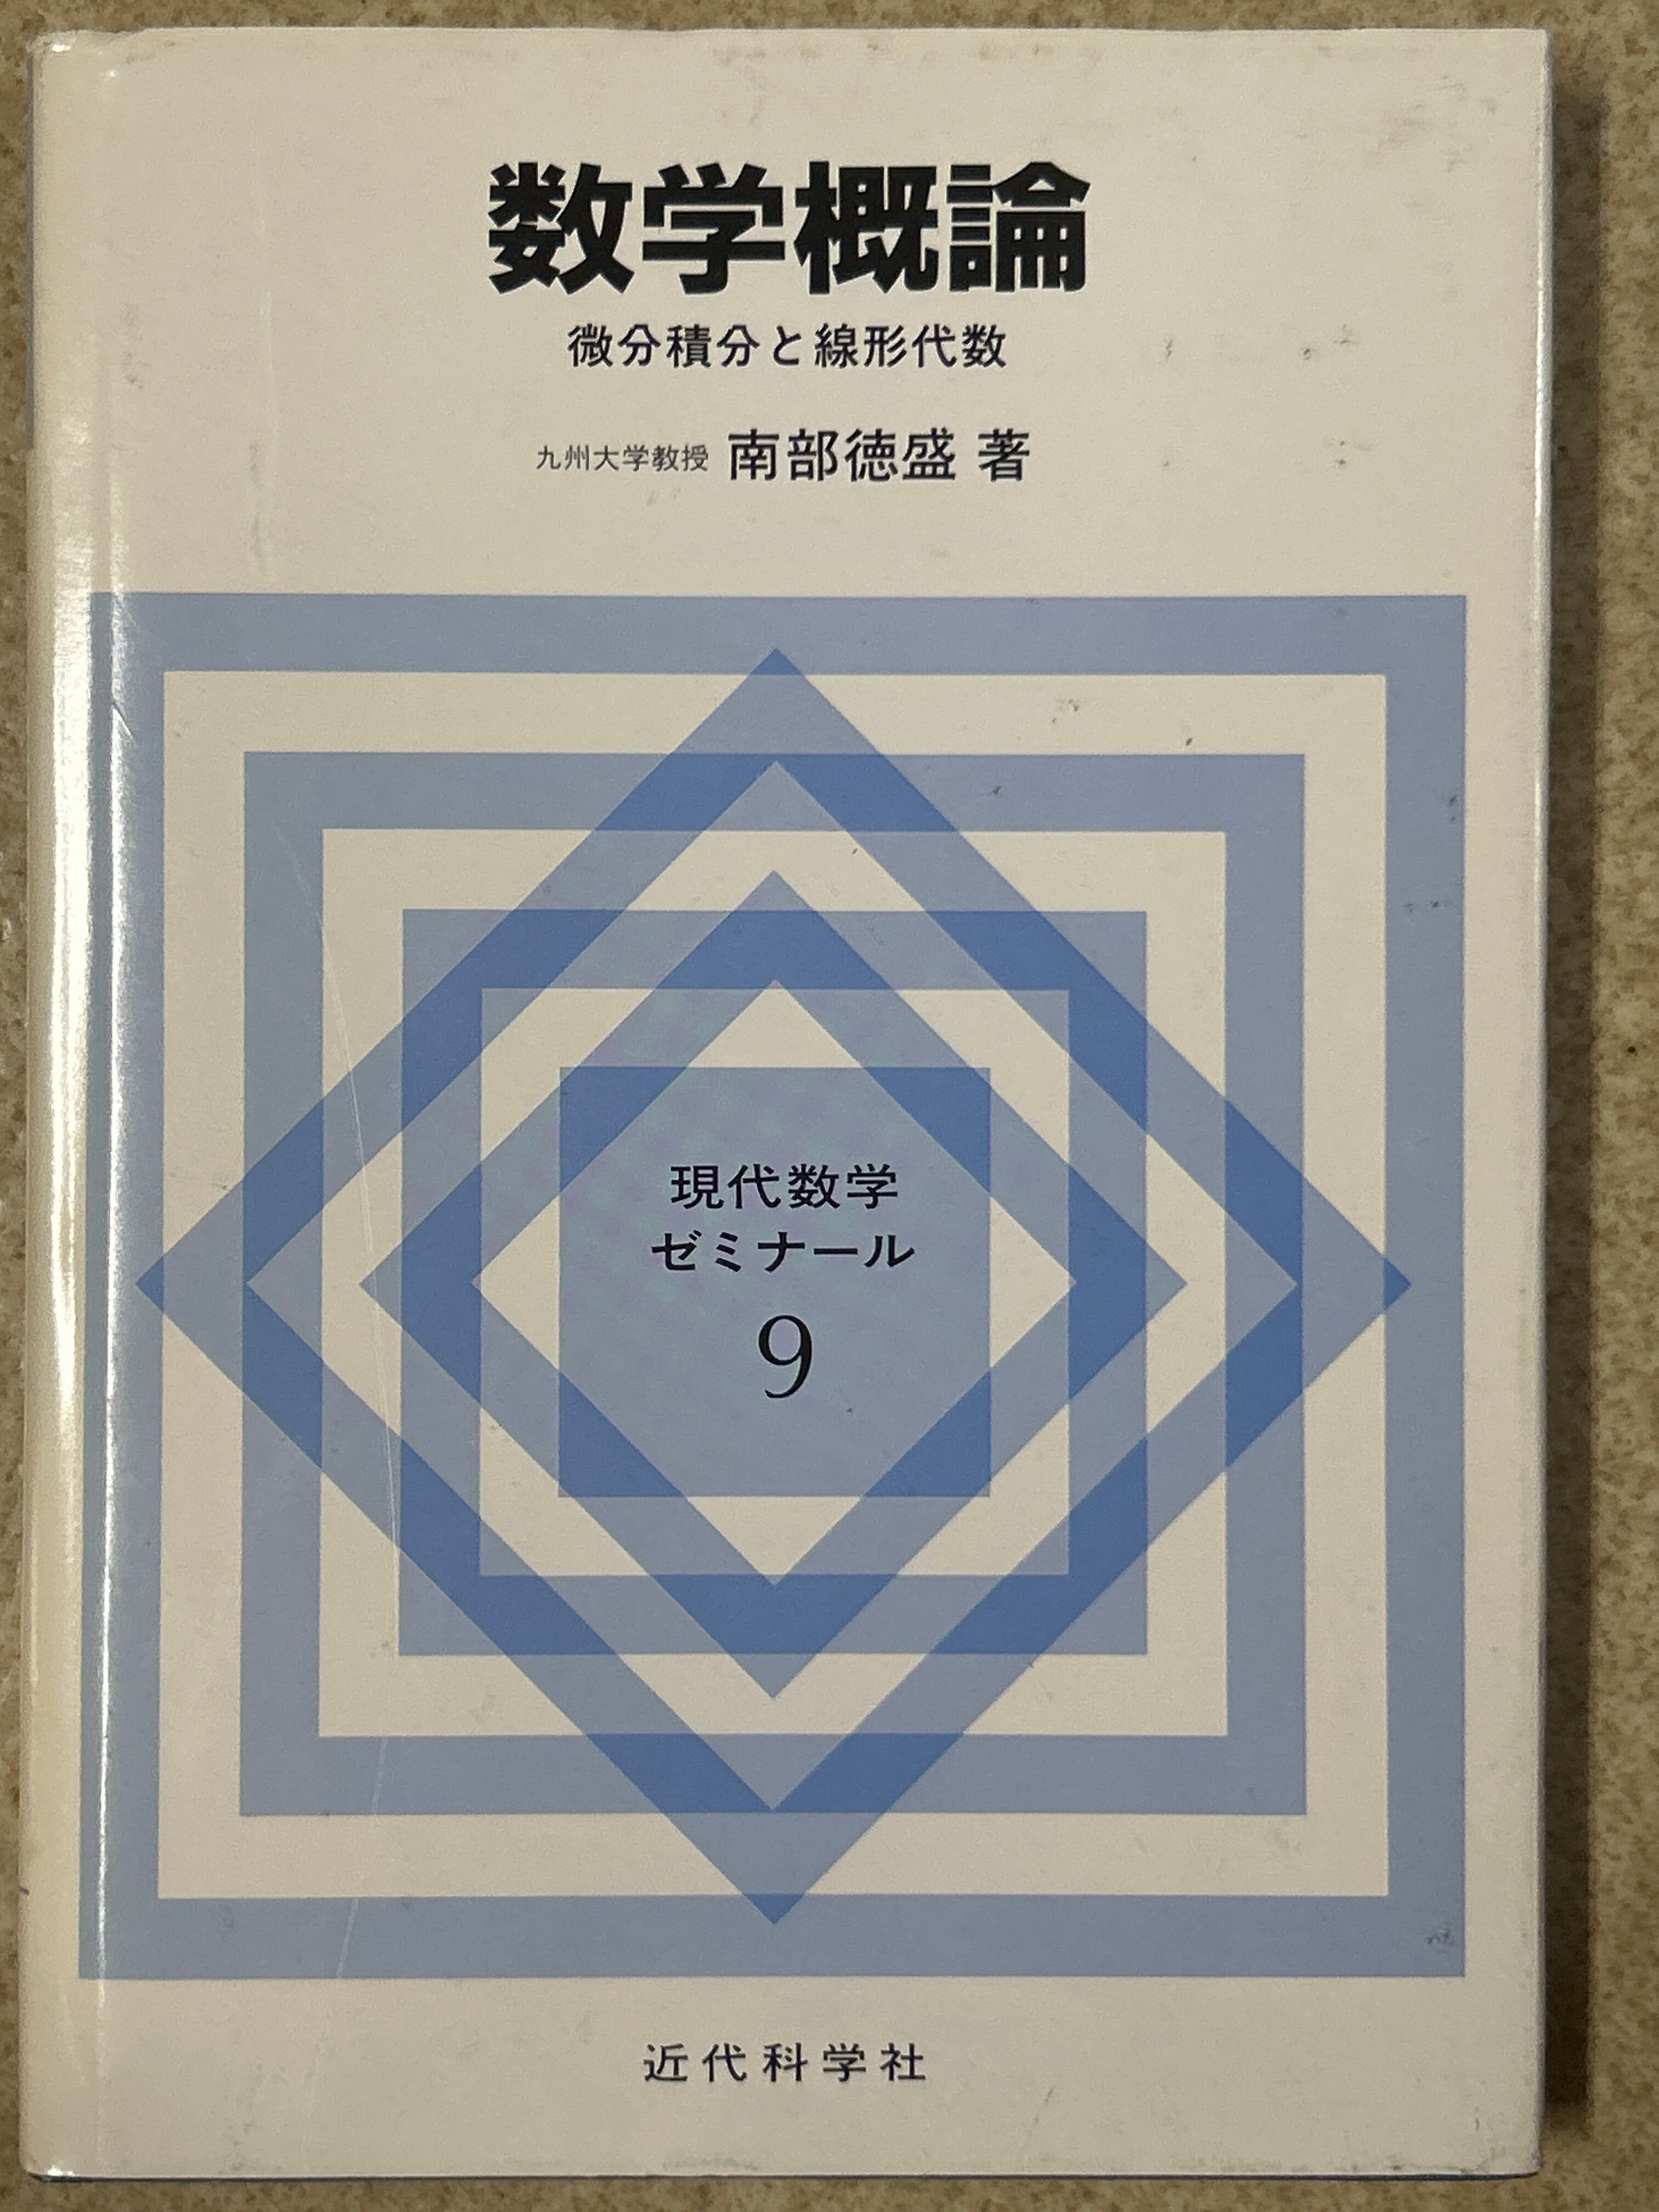 数学概論
微分積分と線形代数
九州大学教授 南部徳盛 著
現代数学
ゼミナール
9
近代科学社